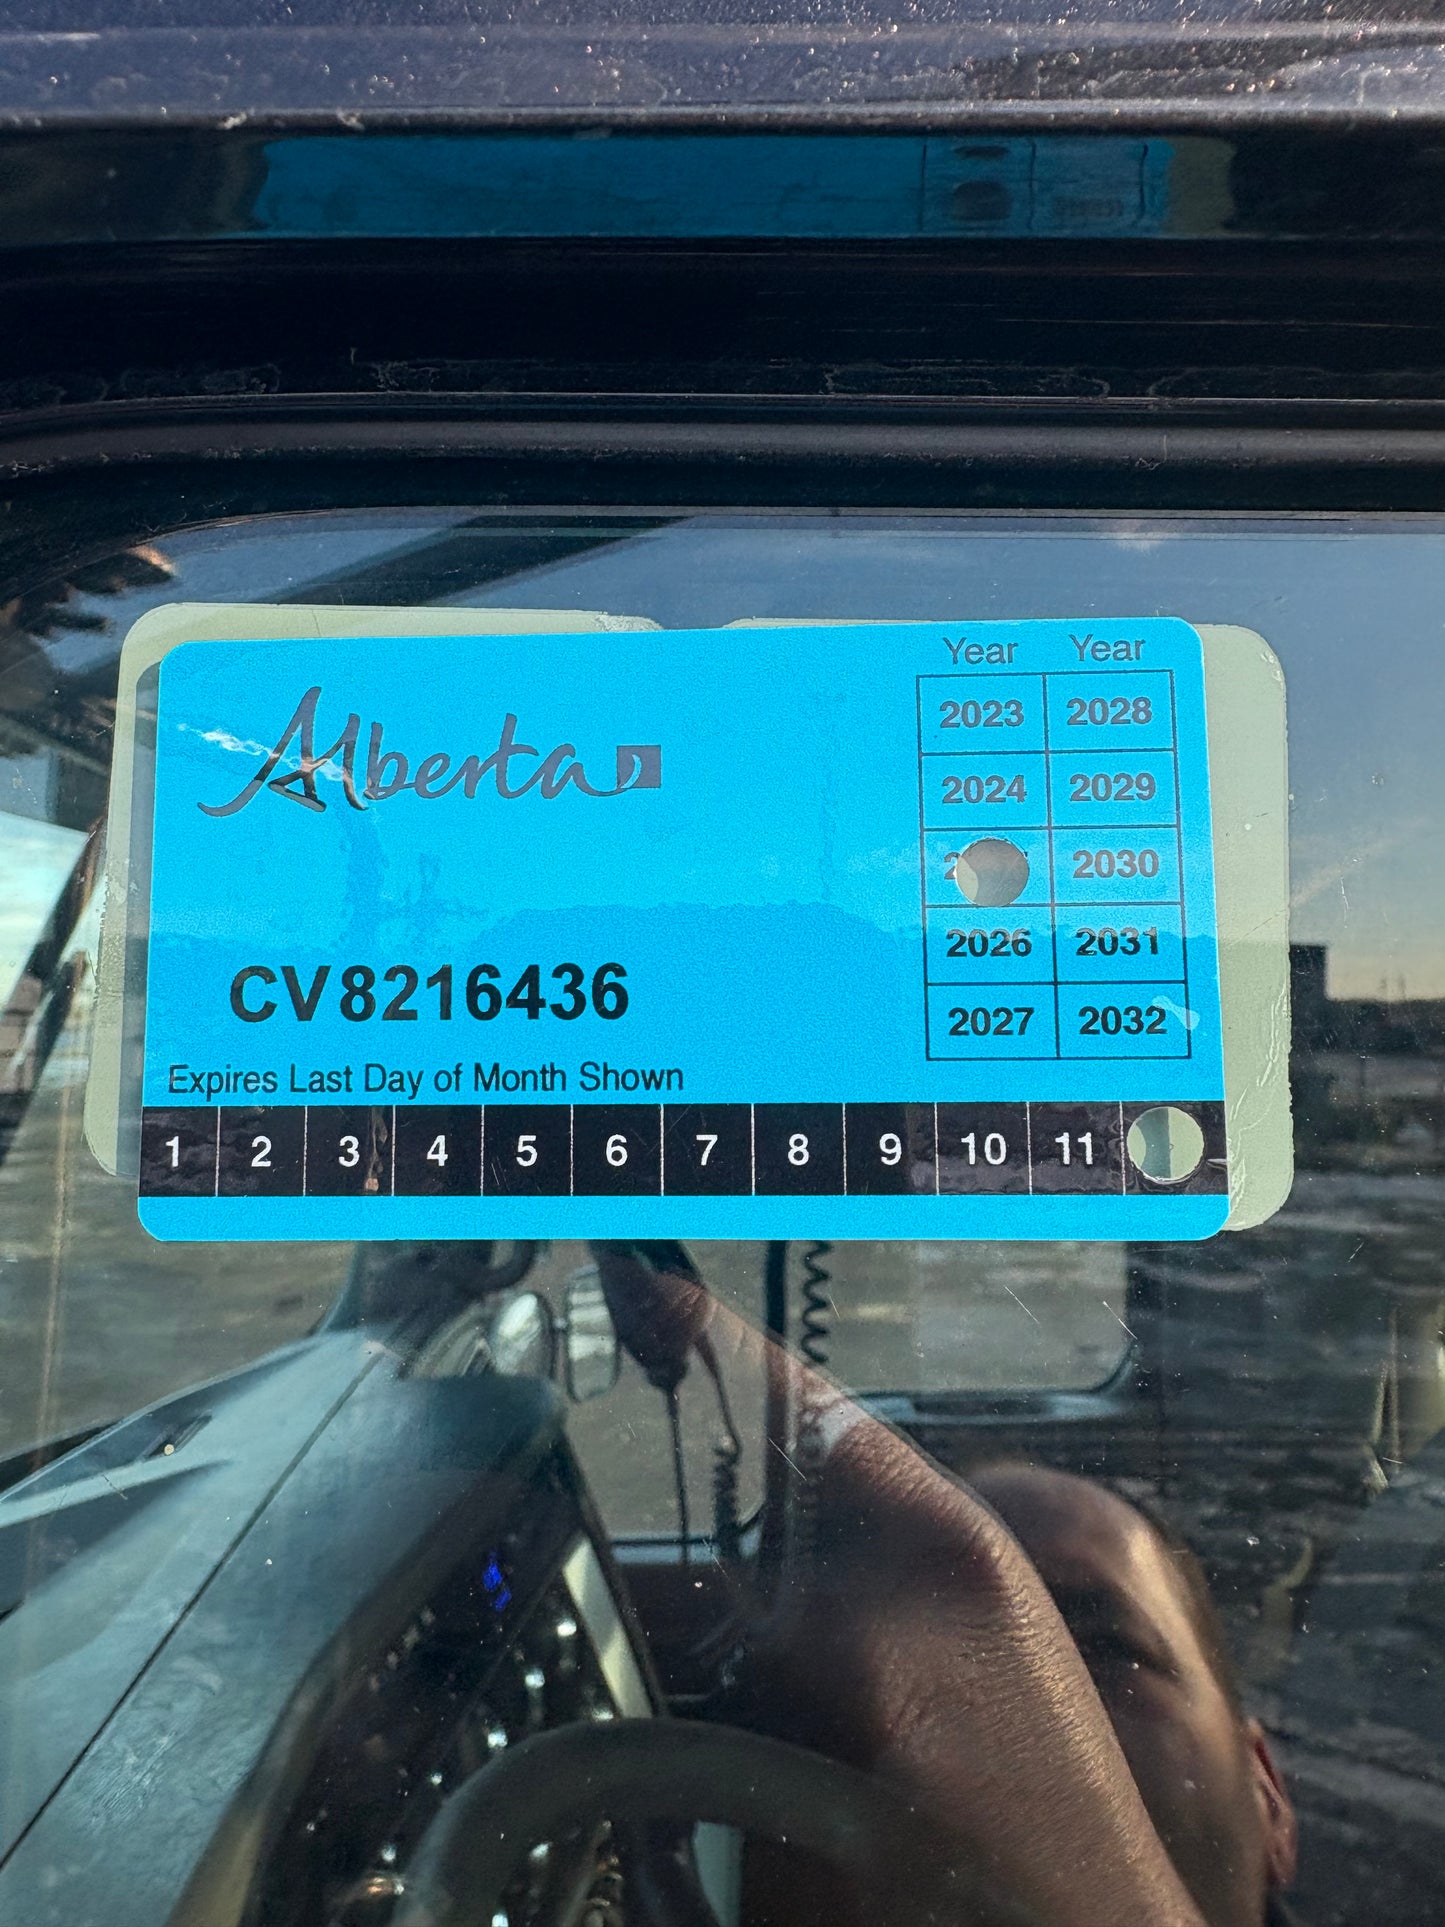 Alberta
Year Year
2023 2028
2024 2029
2030
2026 2031
2027 2032
CV8216436
Expires Last Day of Month Shown
1 2 3 4 5 6 7 8 9 10 11